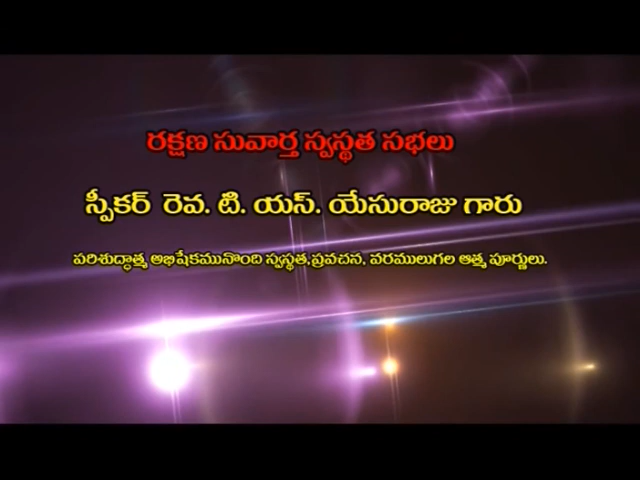 రక్షణ సువార్త స్వస్థత సభలు
స్పీకర్ రెవ. టి. యస్. యేసురాజు గారు
పరిశుద్ధాత్మ అభిషేకమునొంది స్వస్థత,ప్రవచన, వరములుగల ఆత్మ పూర్ణులు.